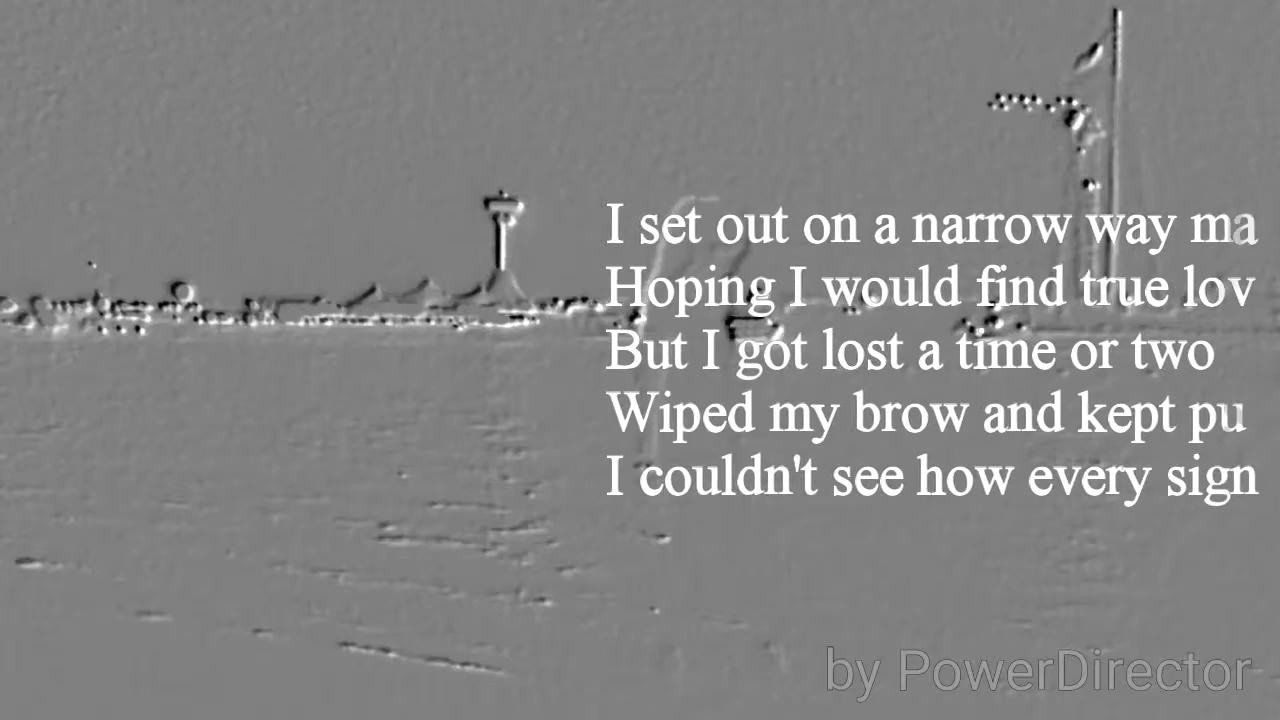 I set out on a narrow way ma
Hoping I would find true lov
But I got lost a time or two
Wiped my brow and kept pu
I couldn't see how every sign
by PowerDirector